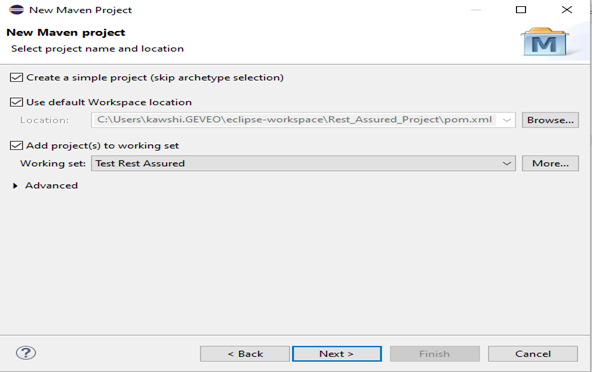 New Maven Project
New Maven project
Select project name and location
M
Create a simple project (skip archetype selection)
Use default Workspace location
Location: C:\Users\kawshi.GEVEO\eclipse-workspace\Rest_Assured_Project\pom.xml Browse...
Add project(s) to working set
Working set: Test Rest Assured More...
Advanced
? < Back Next > Finish Cancel